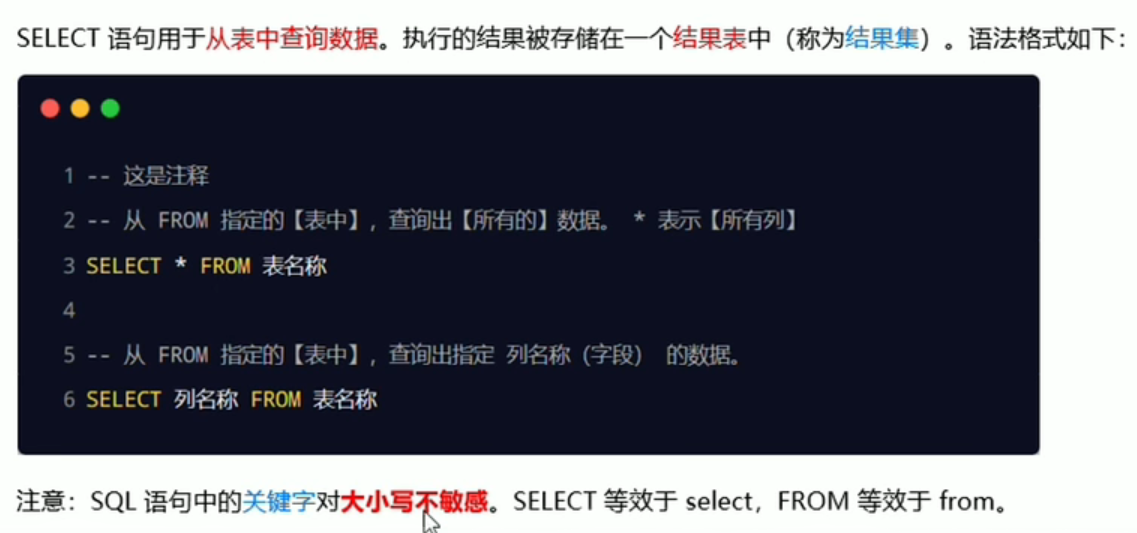 SELECT 语句用于从表中查询数据。执行的结果被存储在一个结果表中（称为结果集）。语法格式如下：
1 -- 这是注释
2 -- 从 FROM 指定的【表中】，查询出【所有的】数据。 * 表示【所有列】
3 SELECT * FROM 表名称
4
5 -- 从 FROM 指定的【表中】，查询出指定 列名称（字段） 的数据。
6 SELECT 列名称 FROM 表名称
注意：SQL 语句中的关键字对大小写不敏感。SELECT 等效于 select，FROM 等效于 from。